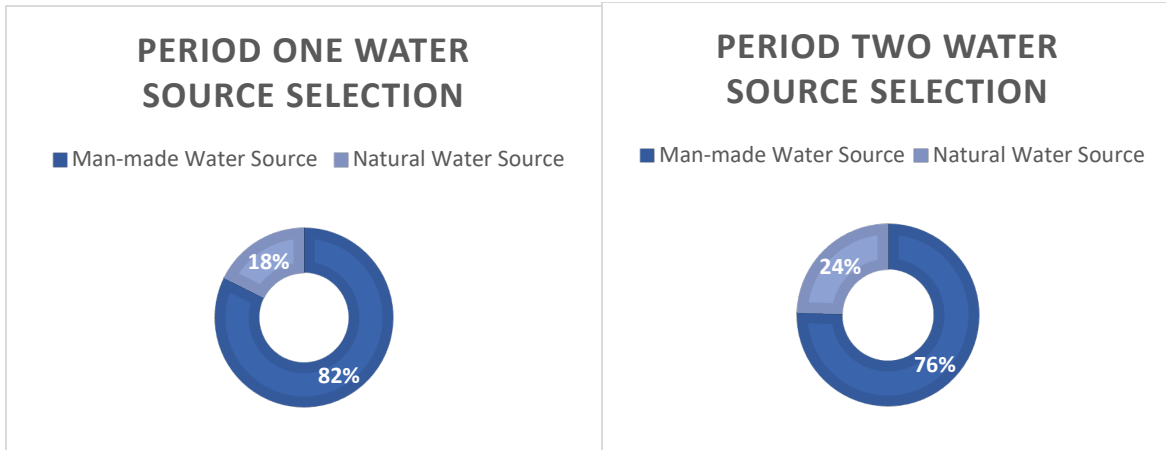 PERIOD ONE WATER
SOURCE SELECTION
Man-made Water Source Natural Water Source
18%
82%
PERIOD TWO WATER
SOURCE SELECTION
Man-made Water Source Natural Water Source
24%
76%